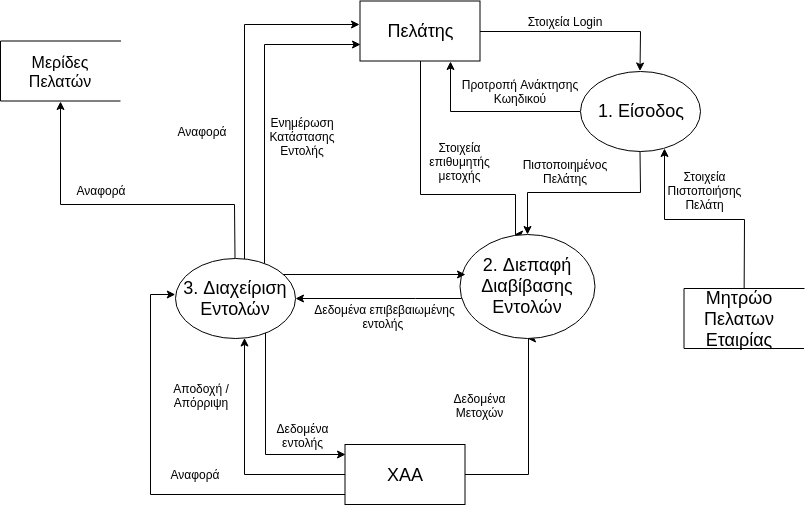 Πελάτης
Στοιχεία Login
Μερίδες
Πελατών
Προτροπή Ανάκτησης
Κωηδικού
1. Είσοδος
Αναφορά
Ενημέρωση
Κατάστασης
Εντολής
Στοιχεία
επιθυμητής
μετοχής
Πιστοποιημένος
Πελάτης
Στοιχεία
Πιστοποιήσης
Πελάτη
Αναφορά
2. Διεπαφή
Διαβίβασης
Εντολών
3. Διαχείριση
Εντολών
Δεδομένα επιβεβαιωμένης
εντολής
Μητρώο
Πελατων
Εταιρίας
Αποδοχή /
Απόρριψη
Δεδομένα
Μετοχών
Δεδομένα
εντολής
Αναφορά
ΧΑΑ